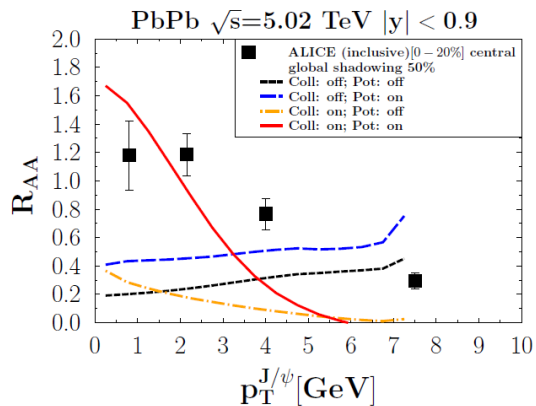 PbPb √s=5.02 TeV |y| < 0.9
2.0
1.8
1.6
1.4
1.2
1.0
0.8
0.6
0.4
0.2
0.0
R_AA
ALICE (inclusive)[0 − 20%] central
global shadowing 50%
Coll: off; Pot: off
Coll: off; Pot: on
Coll: on; Pot: off
Coll: on; Pot: on
0 1 2 3 4 5 6 7 8 9 10
p_T^{J/ψ}[GeV]